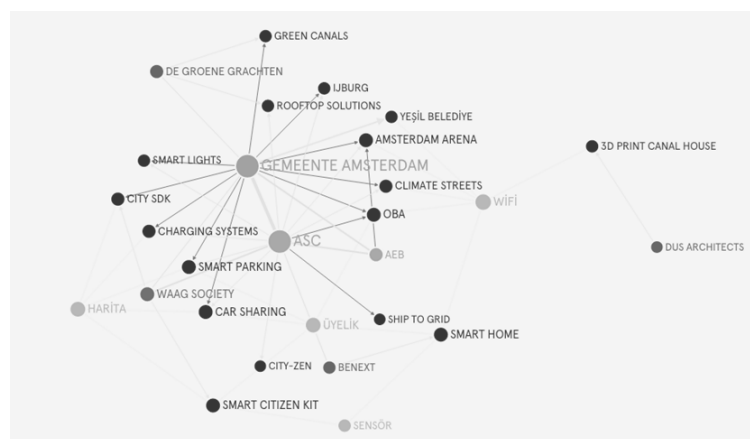 GREEN CANALS
DE GROENE GRACHTEN
IJBURG
ROOFTOP SOLUTIONS
YEŞİL BELEDİYE
AMSTERDAM ARENA
3D PRINT CANAL HOUSE
SMART LIGHTS
GEMEENTE AMSTERDAM
CLIMATE STREETS
CITY SDK
WİFİ
OBA
CHARGING SYSTEMS
ASC
DUS ARCHITECTS
AEB
SMART PARKING
WAAG SOCIETY
HARİTA
CAR SHARING
SHIP TO GRID
ÜYELİK
SMART HOME
CITY-ZEN
BENEXT
SMART CITIZEN KIT
SENSÖR